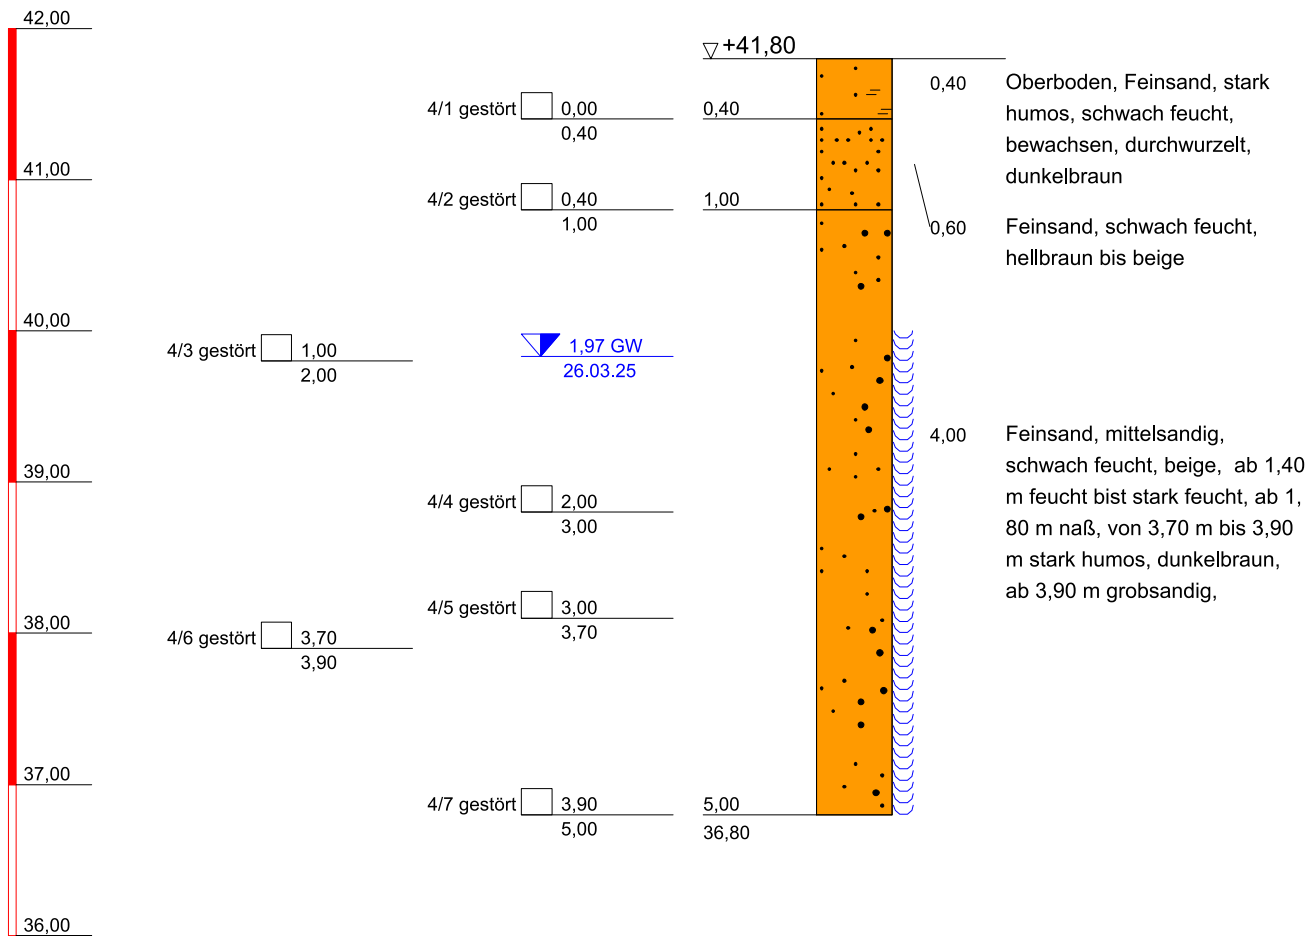 42,00
+41,80
0,40
Oberboden, Feinsand, stark
humos, schwach feucht,
bewachsen, durchwurzelt,
dunkelbraun
4/1 gestört
0,00
0,40
0,40
41,00
4/2 gestört
0,40
1,00
1,00
0,60
Feinsand, schwach feucht,
hellbraun bis beige
40,00
4/3 gestört
1,00
2,00
1,97 GW
26.03.25
4,00
Feinsand, mittelsandig,
schwach feucht, beige, ab 1,40
m feucht bist stark feucht, ab 1,
80 m naß, von 3,70 m bis 3,90
m stark humos, dunkelbraun,
ab 3,90 m grobsandig,
39,00
4/4 gestört
2,00
3,00
4/5 gestört
3,00
3,70
38,00
4/6 gestört
3,70
3,90
37,00
4/7 gestört
3,90
5,00
5,00
36,80
36,00